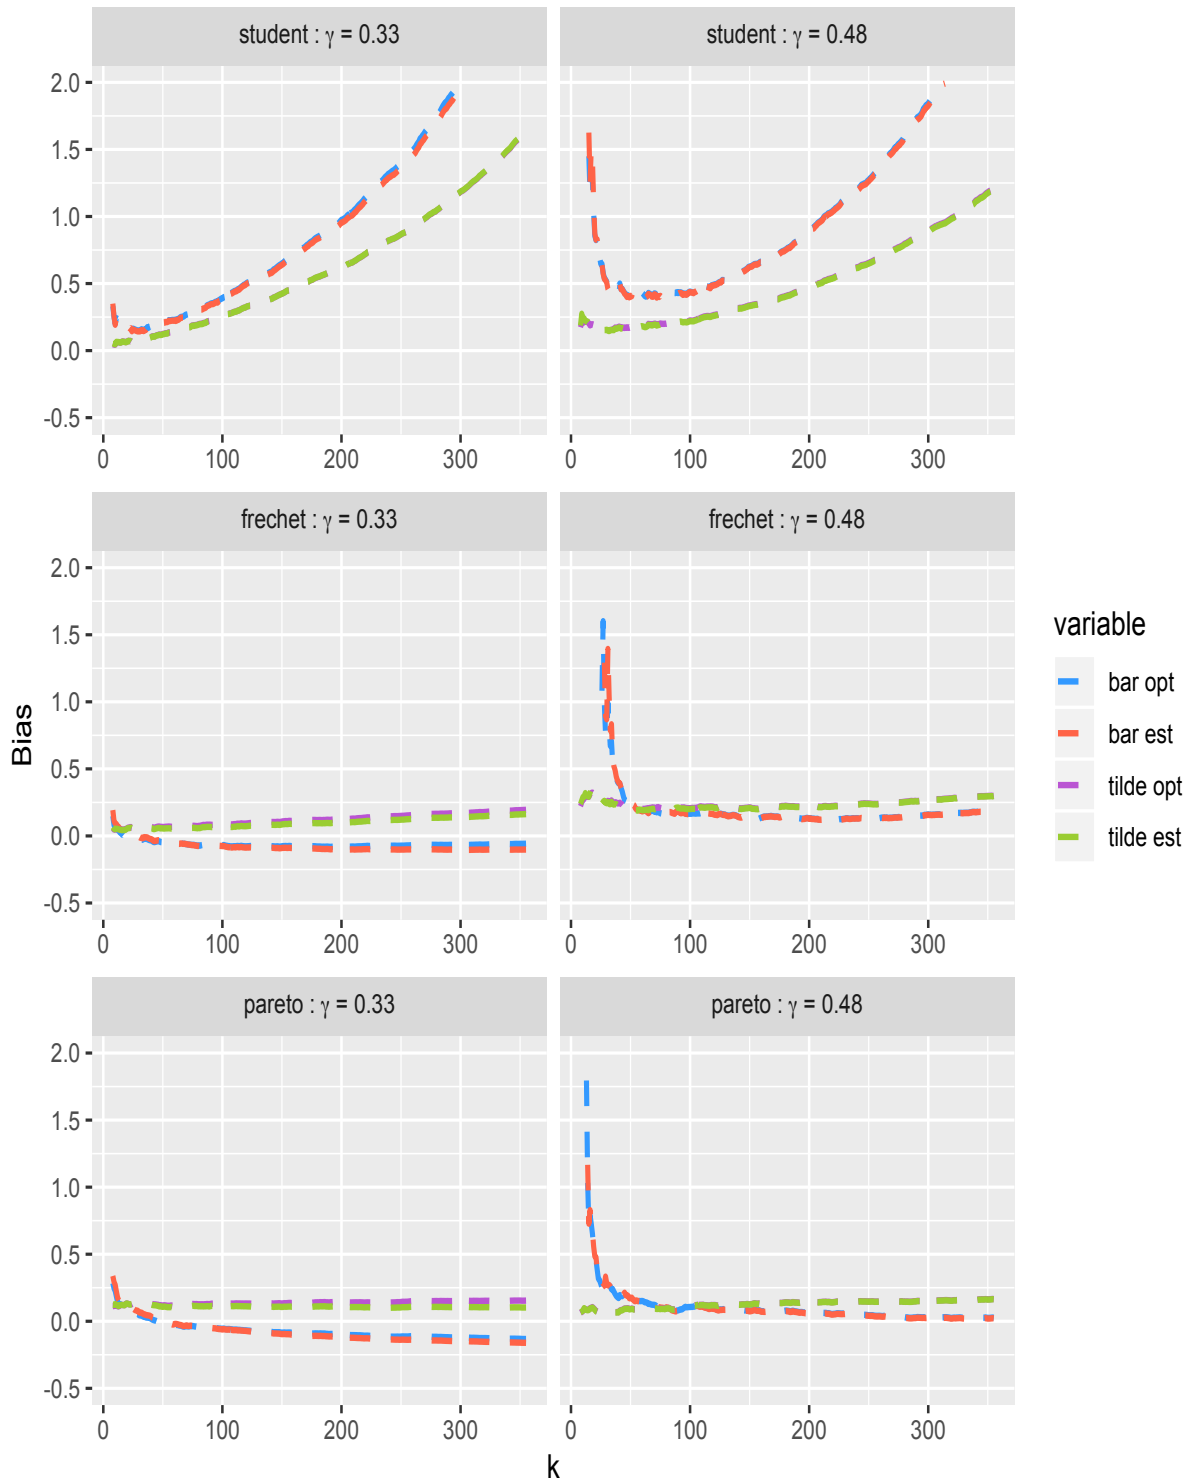 student : γ = 0.33
student : γ = 0.48
2.0
1.5
1.0
0.5
0.0
-0.5
0 100 200 300
0 100 200 300
frechet : γ = 0.33
frechet : γ = 0.48
2.0
1.5
1.0
0.5
0.0
-0.5
0 100 200 300
0 100 200 300
pareto : γ = 0.33
pareto : γ = 0.48
2.0
1.5
1.0
0.5
0.0
-0.5
0 100 200 300
0 100 200 300
Bias
k
variable
bar opt
bar est
tilde opt
tilde est